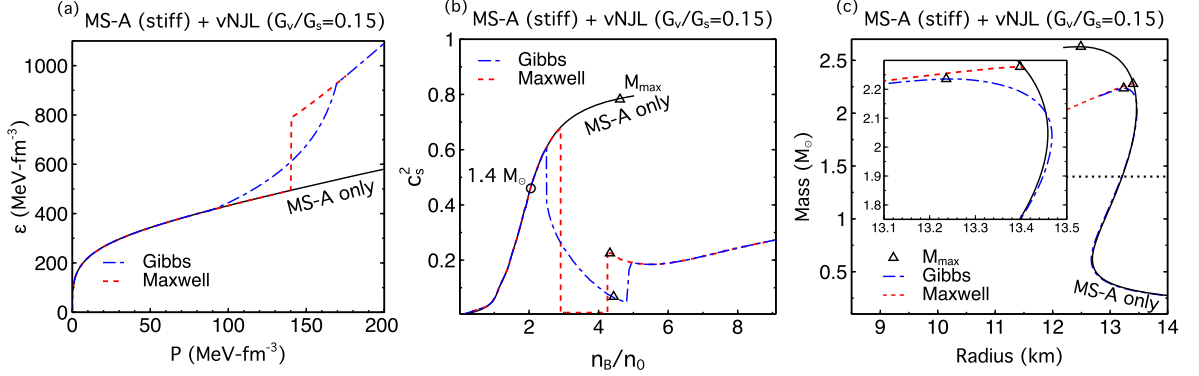 (a)
MS-A (stiff) + vNJL (Gv/Gs=0.15)
1000
800
600
400
200
0
ε (MeV-fm⁻³)
MS-A only
Gibbs
Maxwell
0 50 100 150 200
P (MeV-fm⁻³)
(b)
MS-A (stiff) + vNJL (Gv/Gs=0.15)
1.0
0.8
0.6
0.4
0.2
0
c²s
Gibbs
Maxwell
Mmax
MS-A only
1.4 M⊙
2 4 6 8
nB/n0
(c)
MS-A (stiff) + vNJL (Gv/Gs=0.15)
2.5
2.0
1.5
1.0
0.5
Mass (M⊙)
2.2
2.1
2
1.9
1.8
13.1 13.2 13.3 13.4 13.5
Mmax
Gibbs
Maxwell
MS-A only
9 10 11 12 13 14
Radius (km)